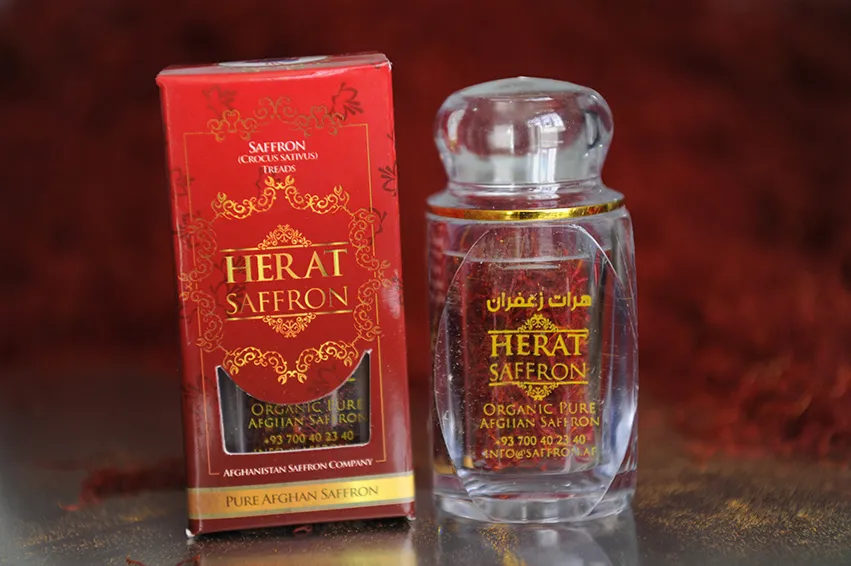 SAFFRON
(CROCUS SATIVUS)
TREADS
HERAT
SAFFRON
ORGANIC PURE
AFGHAN SAFFRON
+93 700 40 23 40
AFGHANISTAN SAFFRON COMPANY
PURE AFGHAN SAFFRON
هرات زعفران
HERAT
SAFFRON
ORGANIC PURE
AFGHAN SAFFRON
+93 700 40 23 40
INFO@SAFFRON.AF